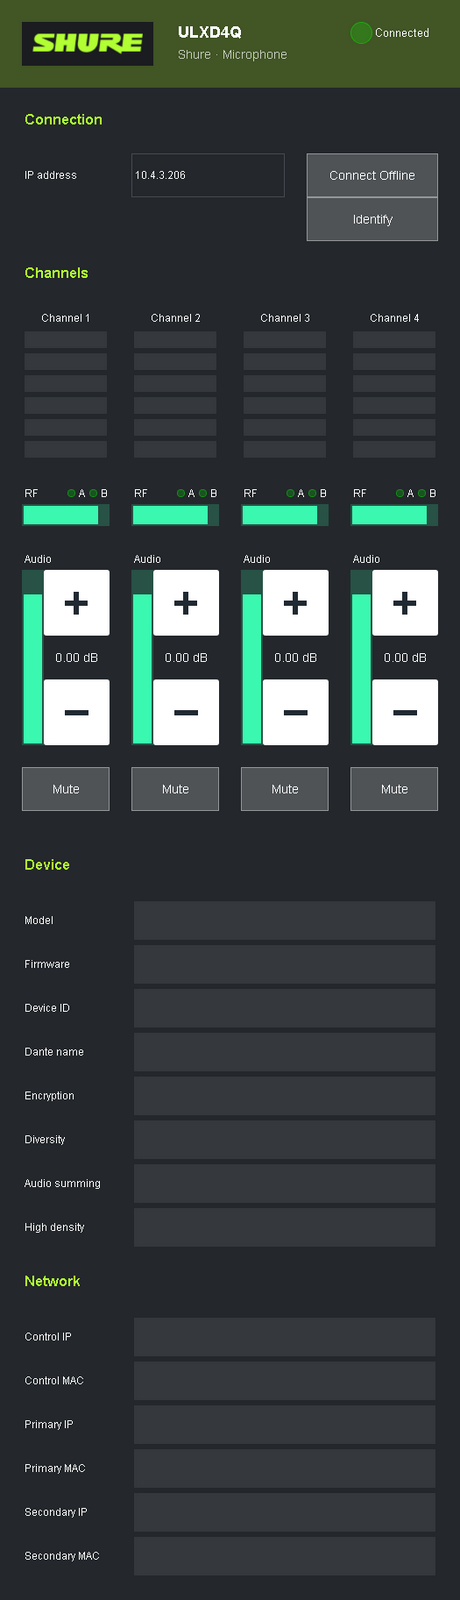 SHURE
ULXD4Q
Shure · Microphone
Connected
Connection
IP address
10.4.3.206
Connect Offline
Identify
Channels
Channel 1 Channel 2 Channel 3 Channel 4
RF A B RF A B RF A B RF A B
Audio Audio Audio Audio
+ + + +
0.00 dB 0.00 dB 0.00 dB 0.00 dB
− − − −
Mute Mute Mute Mute
Device
Model
Firmware
Device ID
Dante name
Encryption
Diversity
Audio summing
High density
Network
Control IP
Control MAC
Primary IP
Primary MAC
Secondary IP
Secondary MAC